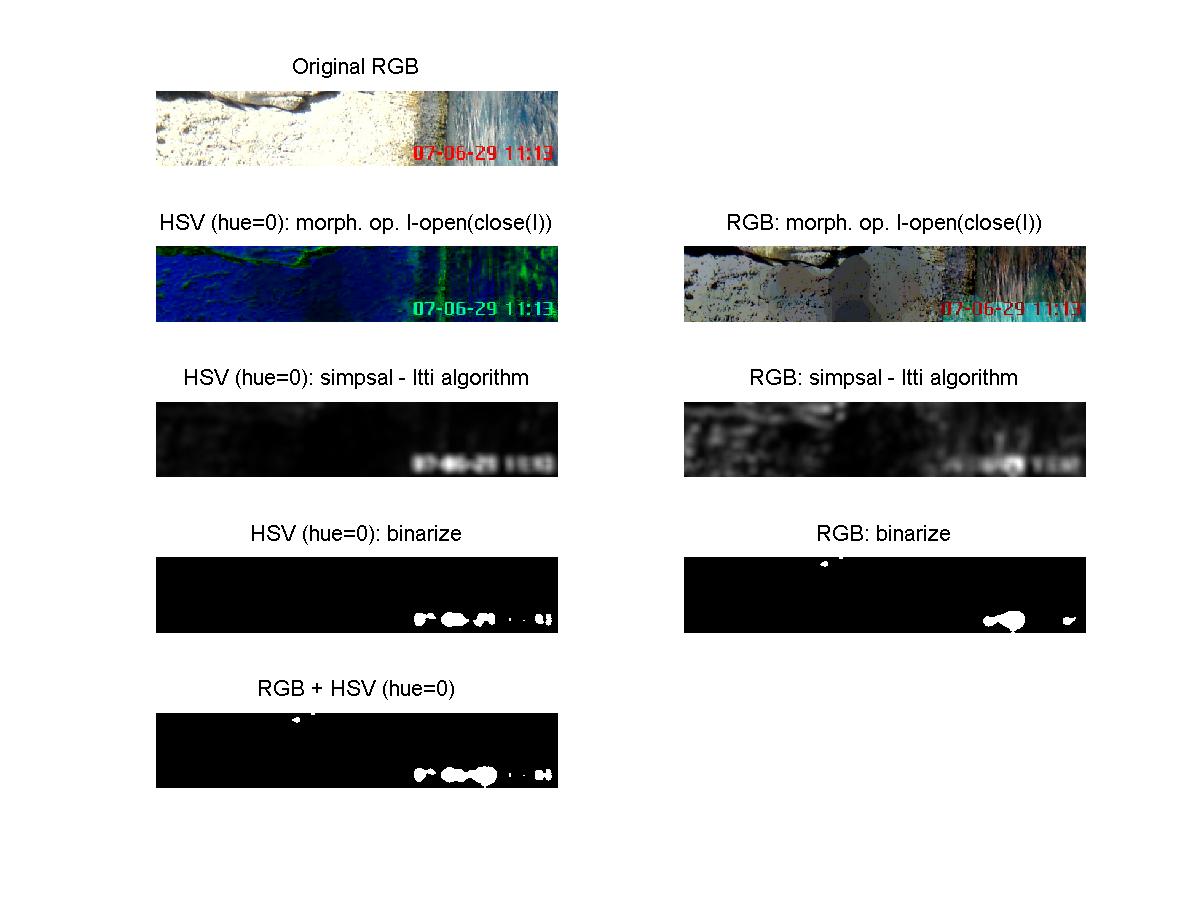 Original RGB
07-06-29 11:13
HSV (hue=0): morph. op. I-open(close(I))
RGB: morph. op. I-open(close(I))
07-06-29 11:13
07-06-29 11:13
HSV (hue=0): simpsal - Itti algorithm
RGB: simpsal - Itti algorithm
HSV (hue=0): binarize
RGB: binarize
RGB + HSV (hue=0)